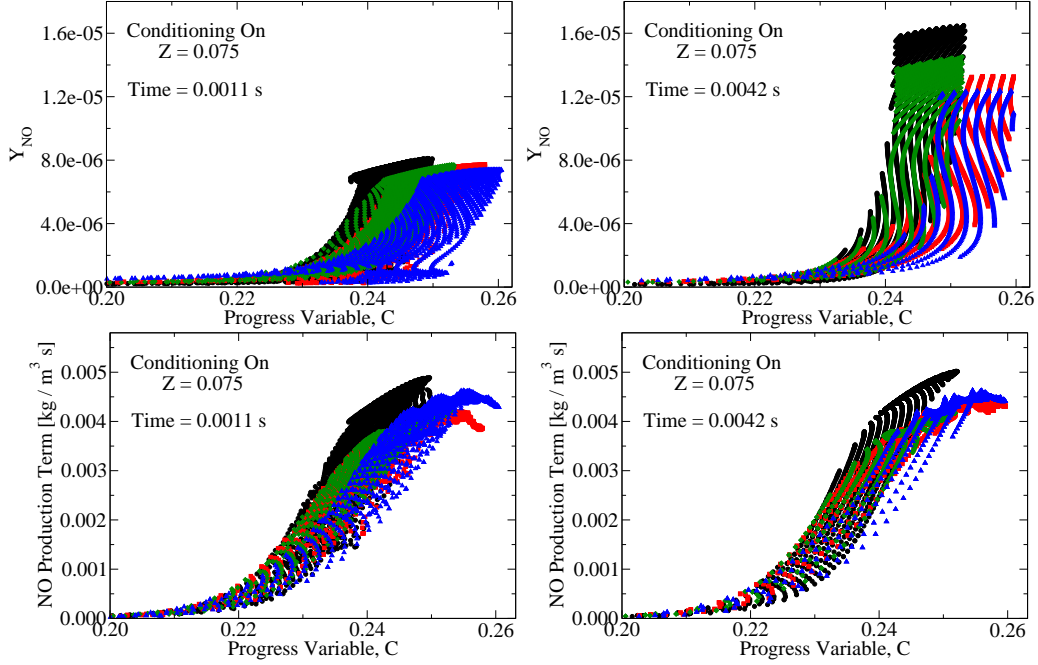 1.6e-05
1.2e-05
8.0e-06
4.0e-06
0.0e+00
Y_NO
Conditioning On
Z = 0.075
Time = 0.0011 s
0.20
0.22
0.24
0.26
Progress Variable, C
1.6e-05
1.2e-05
8.0e-06
4.0e-06
0.0e+00
Y_NO
Conditioning On
Z = 0.075
Time = 0.0042 s
0.20
0.22
0.24
0.26
Progress Variable, C
0.005
0.004
0.003
0.002
0.001
0.000
NO Production Term [kg / m³ s]
Conditioning On
Z = 0.075
Time = 0.0011 s
0.20
0.22
0.24
0.26
Progress Variable, C
0.005
0.004
0.003
0.002
0.001
0.000
NO Production Term [kg / m³ s]
Conditioning On
Z = 0.075
Time = 0.0042 s
0.20
0.22
0.24
0.26
Progress Variable, C